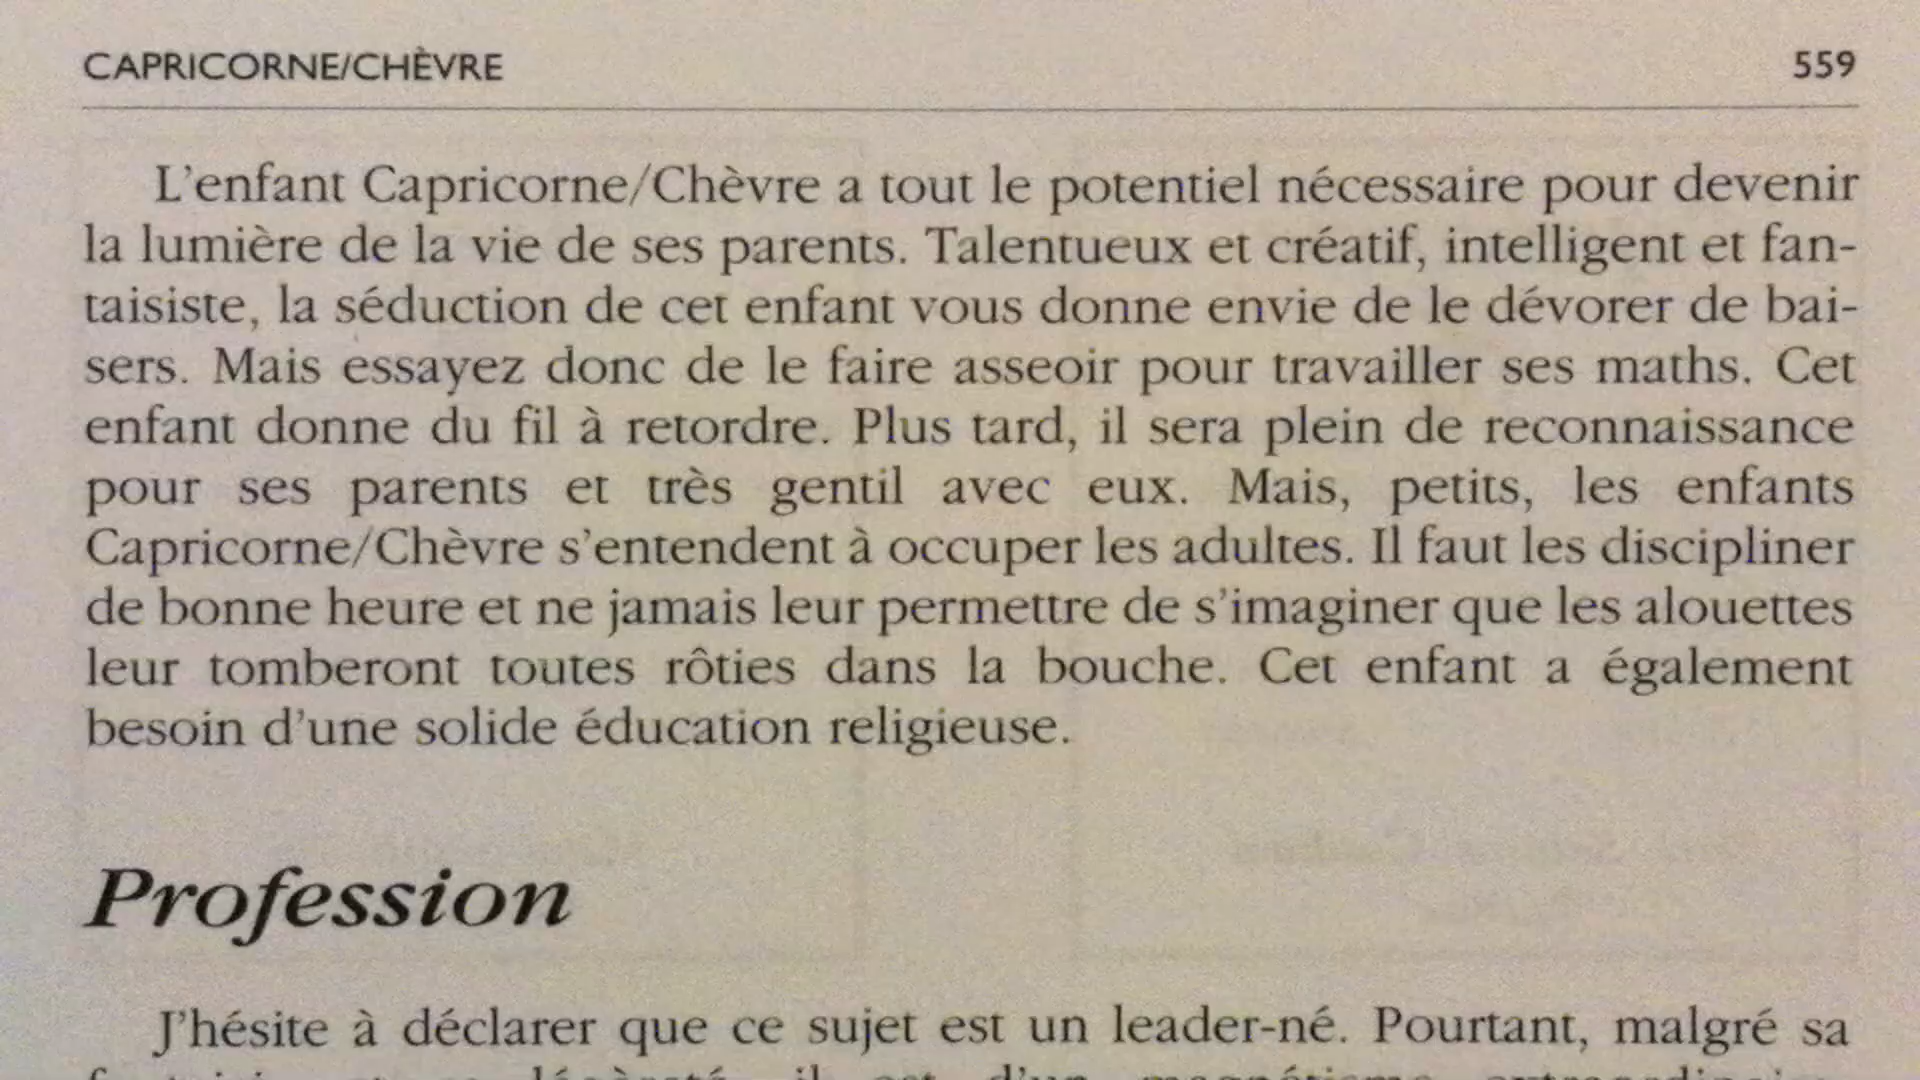 CAPRICORNE/CHÈVRE 559
L'enfant Capricorne/Chèvre a tout le potentiel nécessaire pour devenir
la lumière de la vie de ses parents. Talentueux et créatif, intelligent et fan-
taisiste, la séduction de cet enfant vous donne envie de le dévorer de bai-
sers. Mais essayez donc de le faire asseoir pour travailler ses maths. Cet
enfant donne du fil à retordre. Plus tard, il sera plein de reconnaissance
pour ses parents et très gentil avec eux. Mais, petits, les enfants
Capricorne/Chèvre s'entendent à occuper les adultes. Il faut les discipliner
de bonne heure et ne jamais leur permettre de s'imaginer que les alouettes
leur tomberont toutes rôties dans la bouche. Cet enfant a également
besoin d'une solide éducation religieuse.
Profession
J'hésite à déclarer que ce sujet est un leader-né. Pourtant, malgré sa